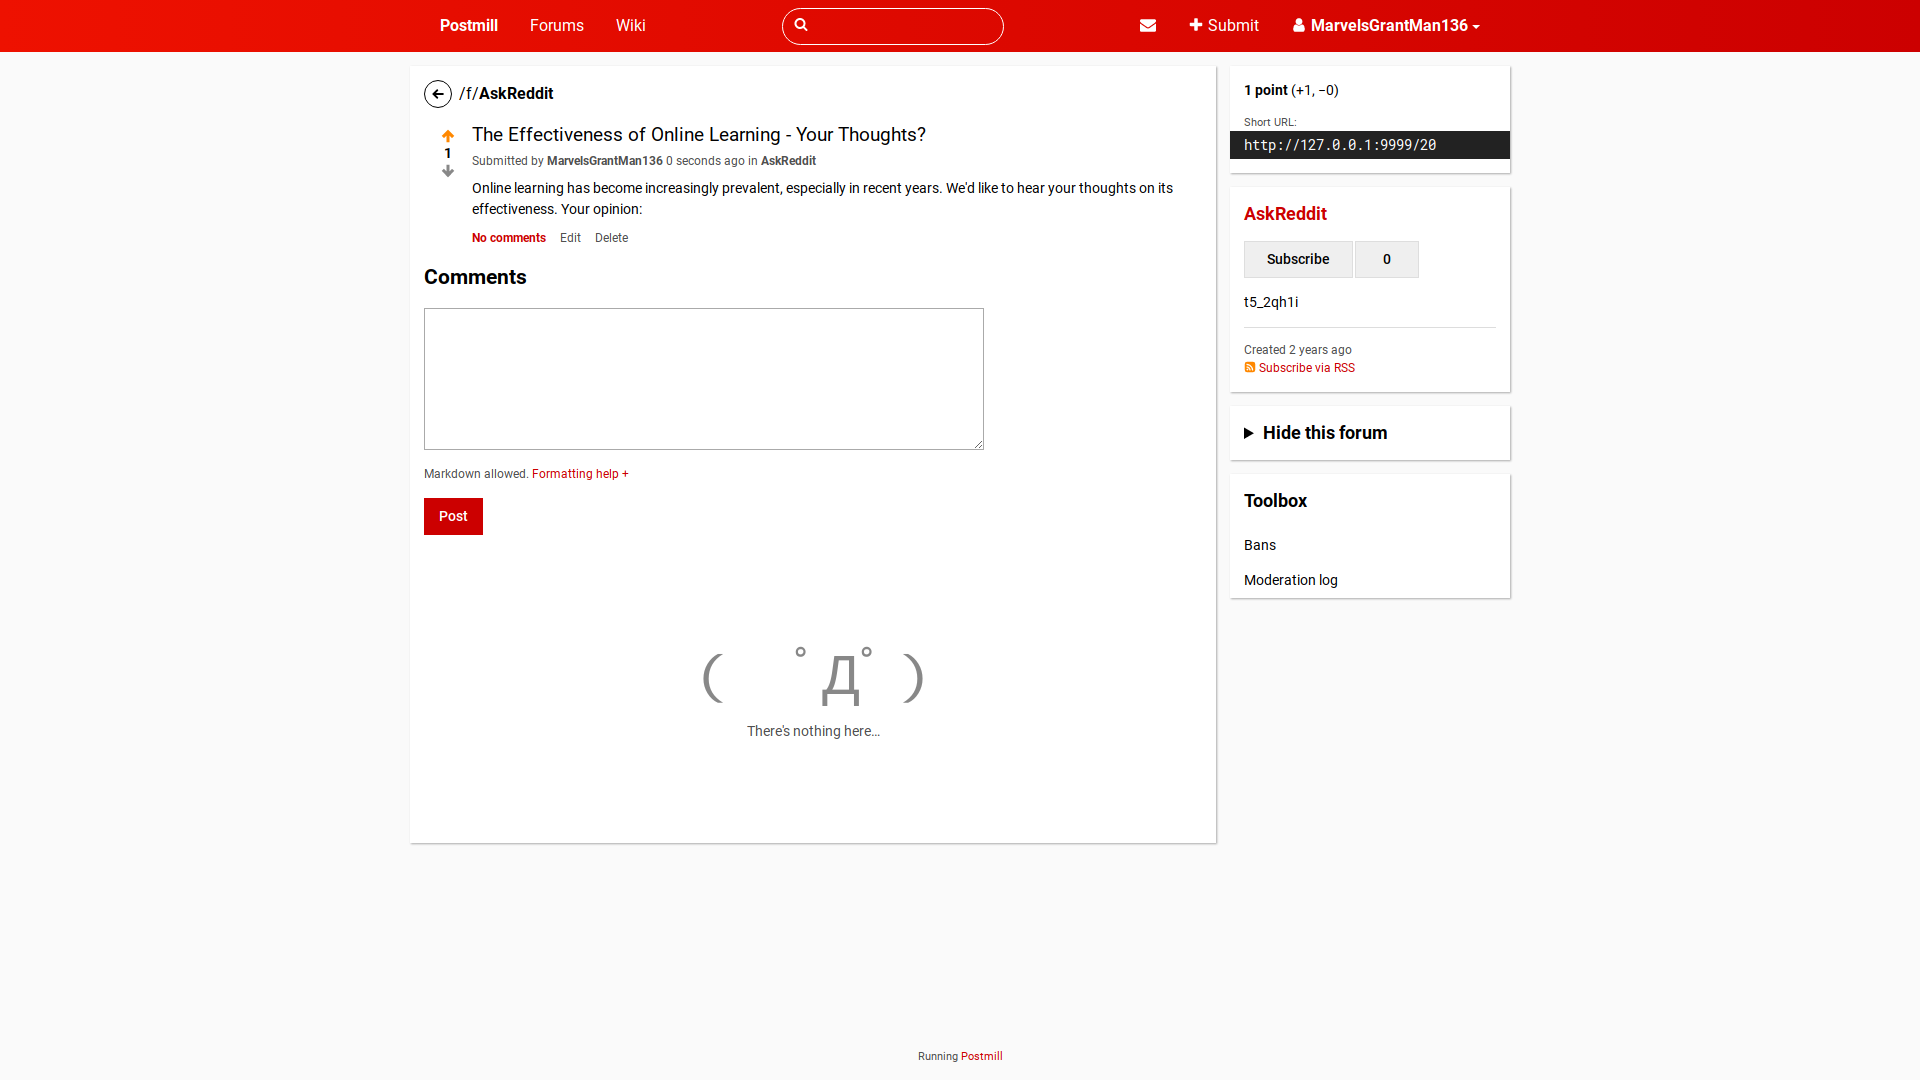 Postmill
Forums
Wiki
Submit
MarvelsGrantMan136
/f/AskReddit
1
The Effectiveness of Online Learning - Your Thoughts?
Submitted by MarvelsGrantMan136 0 seconds ago in AskReddit
Online learning has become increasingly prevalent, especially in recent years. We'd like to hear your thoughts on its
effectiveness. Your opinion:
No comments
Edit
Delete
Comments
Markdown allowed. Formatting help +
Post
( ﾟДﾟ )
There's nothing here…
1 point (+1, −0)
Short URL:
http://127.0.0.1:9999/20
AskReddit
Subscribe
0
t5_2qh1i
Created 2 years ago
Subscribe via RSS
Hide this forum
Toolbox
Bans
Moderation log
Running Postmill